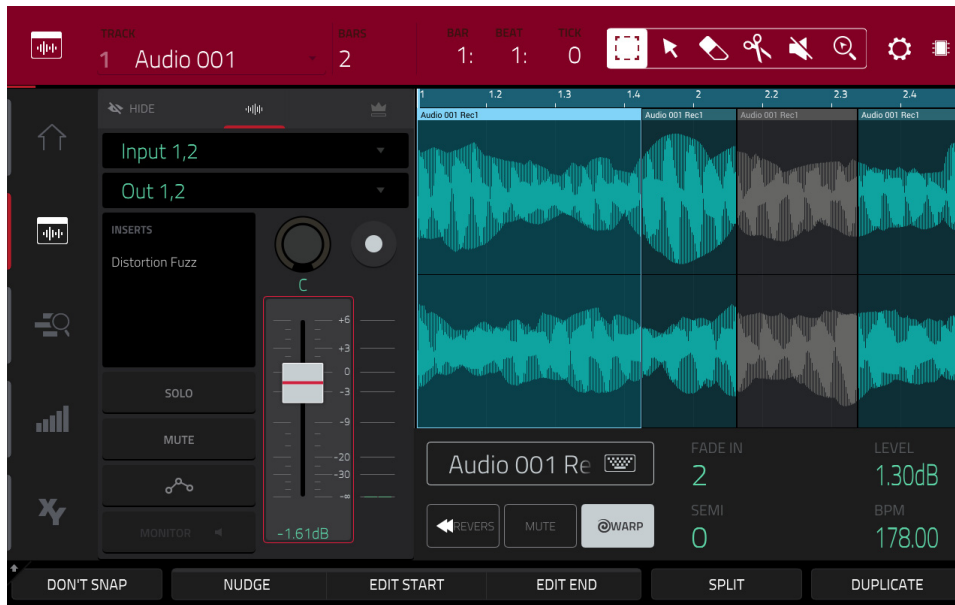 TRACK BARS BAR BEAT TICK
1 Audio 001 2 1: 1: 0
HIDE
1 1.2 1.3 1.4 2 2.2 2.3 2.4
Audio 001 Rec1 Audio 001 Rec1 Audio 001 Rec1 Audio 001 Rec1
Input 1,2
Out 1,2
INSERTS
Distortion Fuzz
C
+6
+3
0
-3
-9
-20
-30
-∞
-1.61dB
SOLO
MUTE
MONITOR
XY
Audio 001 Re
FADE IN LEVEL
2 1.30dB
REVERS MUTE WARP
SEMI BPM
0 178.00
DON'T SNAP NUDGE EDIT START EDIT END SPLIT DUPLICATE